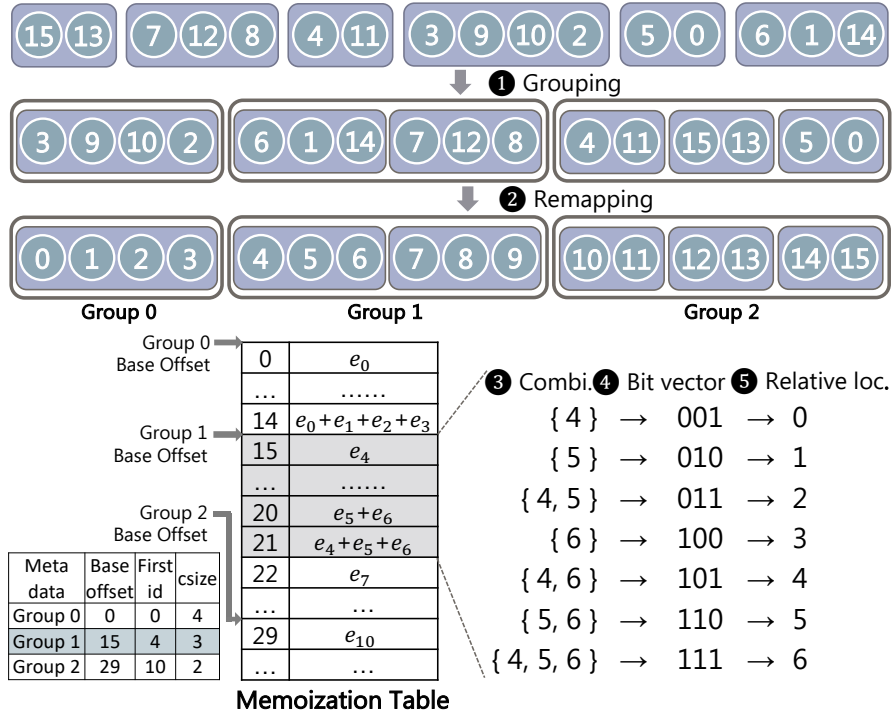 15 13 7 12 8 4 11 3 9 10 2 5 0 6 1 14
❶ Grouping
3 9 10 2 6 1 14 7 12 8 4 11 15 13 5 0
❷ Remapping
0 1 2 3 4 5 6 7 8 9 10 11 12 13 14 15
Group 0 Group 1 Group 2
Group 0
Base Offset
Group 1
Base Offset
Group 2
Base Offset
0 e₀
... ......
14 e₀+e₁+e₂+e₃
15 e₄
... ......
20 e₅+e₆
21 e₄+e₅+e₆
22 e₇
... ...
29 e₁₀
... ...
Memoization Table
Meta data Base offset First id csize
Group 0 0 0 4
Group 1 15 4 3
Group 2 29 10 2
❸ Combi. ❹ Bit vector ❺ Relative loc.
{ 4 } → 001 → 0
{ 5 } → 010 → 1
{ 4, 5 } → 011 → 2
{ 6 } → 100 → 3
{ 4, 6 } → 101 → 4
{ 5, 6 } → 110 → 5
{ 4, 5, 6 } → 111 → 6